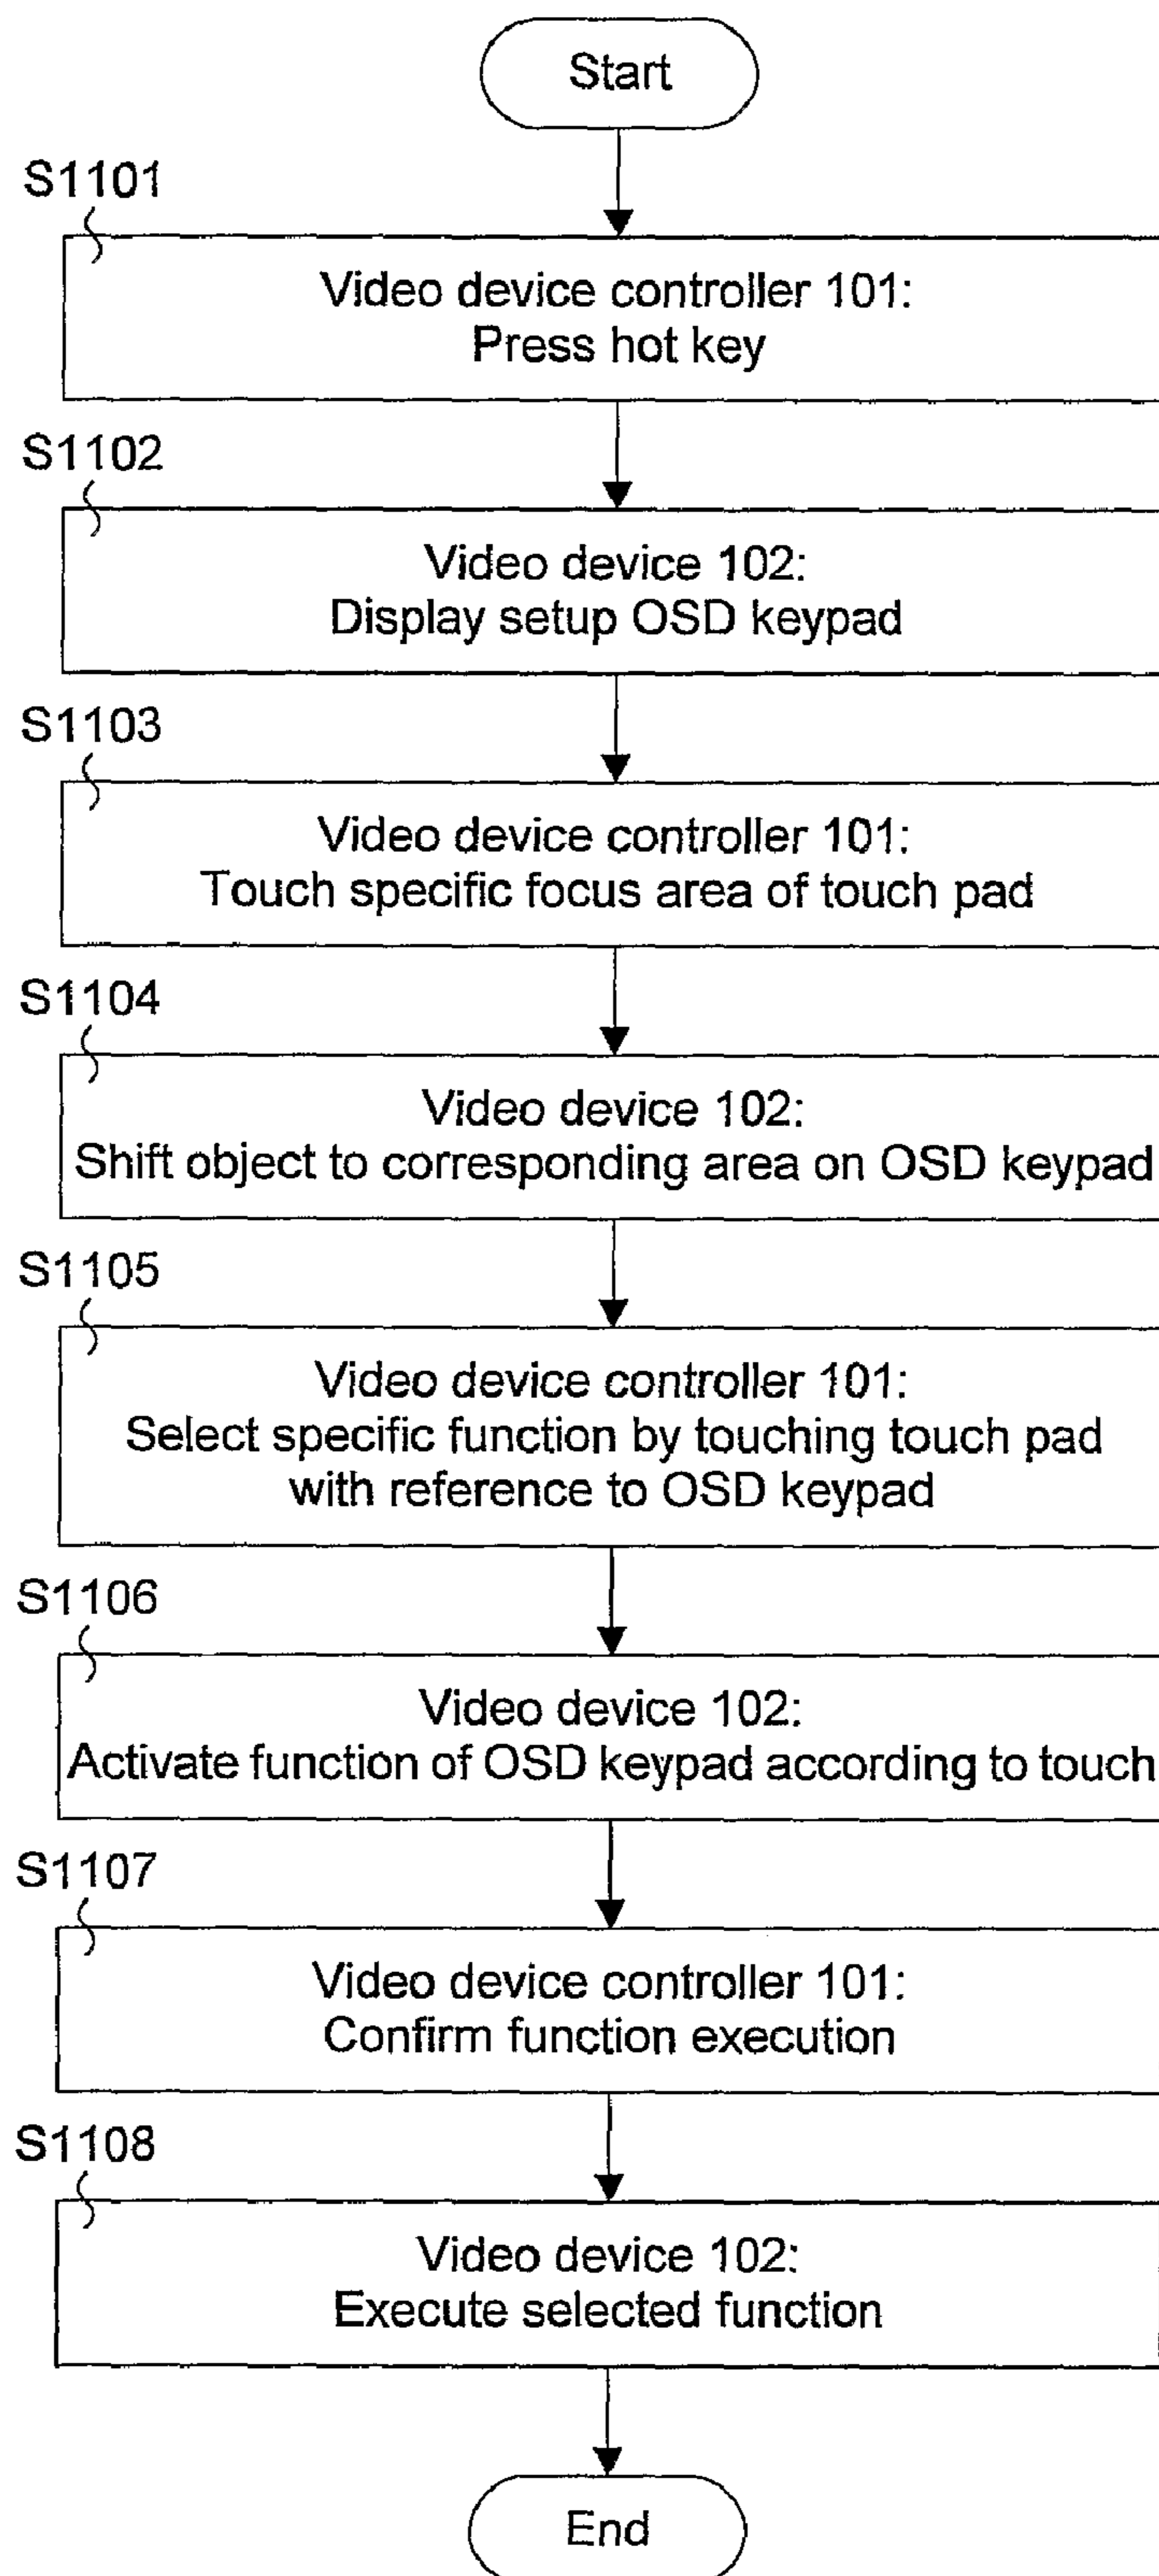 Start
S1101
Video device controller 101:
Press hot key
S1102
Video device 102:
Display setup OSD keypad
S1103
Video device controller 101:
Touch specific focus area of touch pad
S1104
Video device 102:
Shift object to corresponding area on OSD keypad
S1105
Video device controller 101:
Select specific function by touching touch pad
with reference to OSD keypad
S1106
Video device 102:
Activate function of OSD keypad according to touch
S1107
Video device controller 101:
Confirm function execution
S1108
Video device 102:
Execute selected function
End